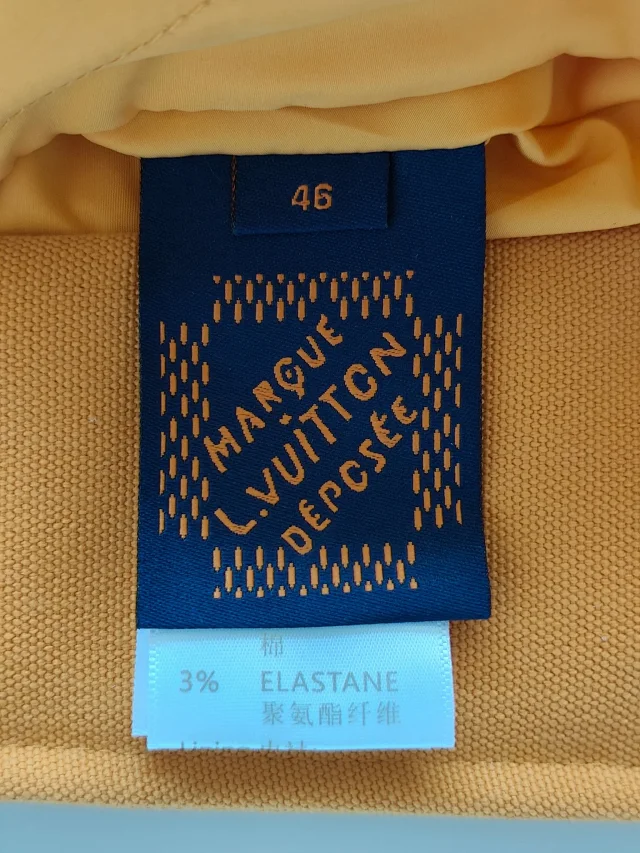 46
MARQUE
L.VUITTON
DÉPOSÉE
棉
3% ELASTANE
聚氨酯纤维